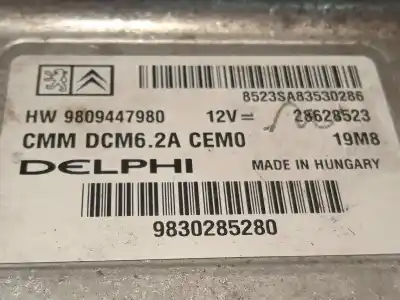 8523SA83530286
HW 9809447980 12V= 28628523
CMM DCM6.2A CEM0 19M8
DELPHI MADE IN HUNGARY
9830285280